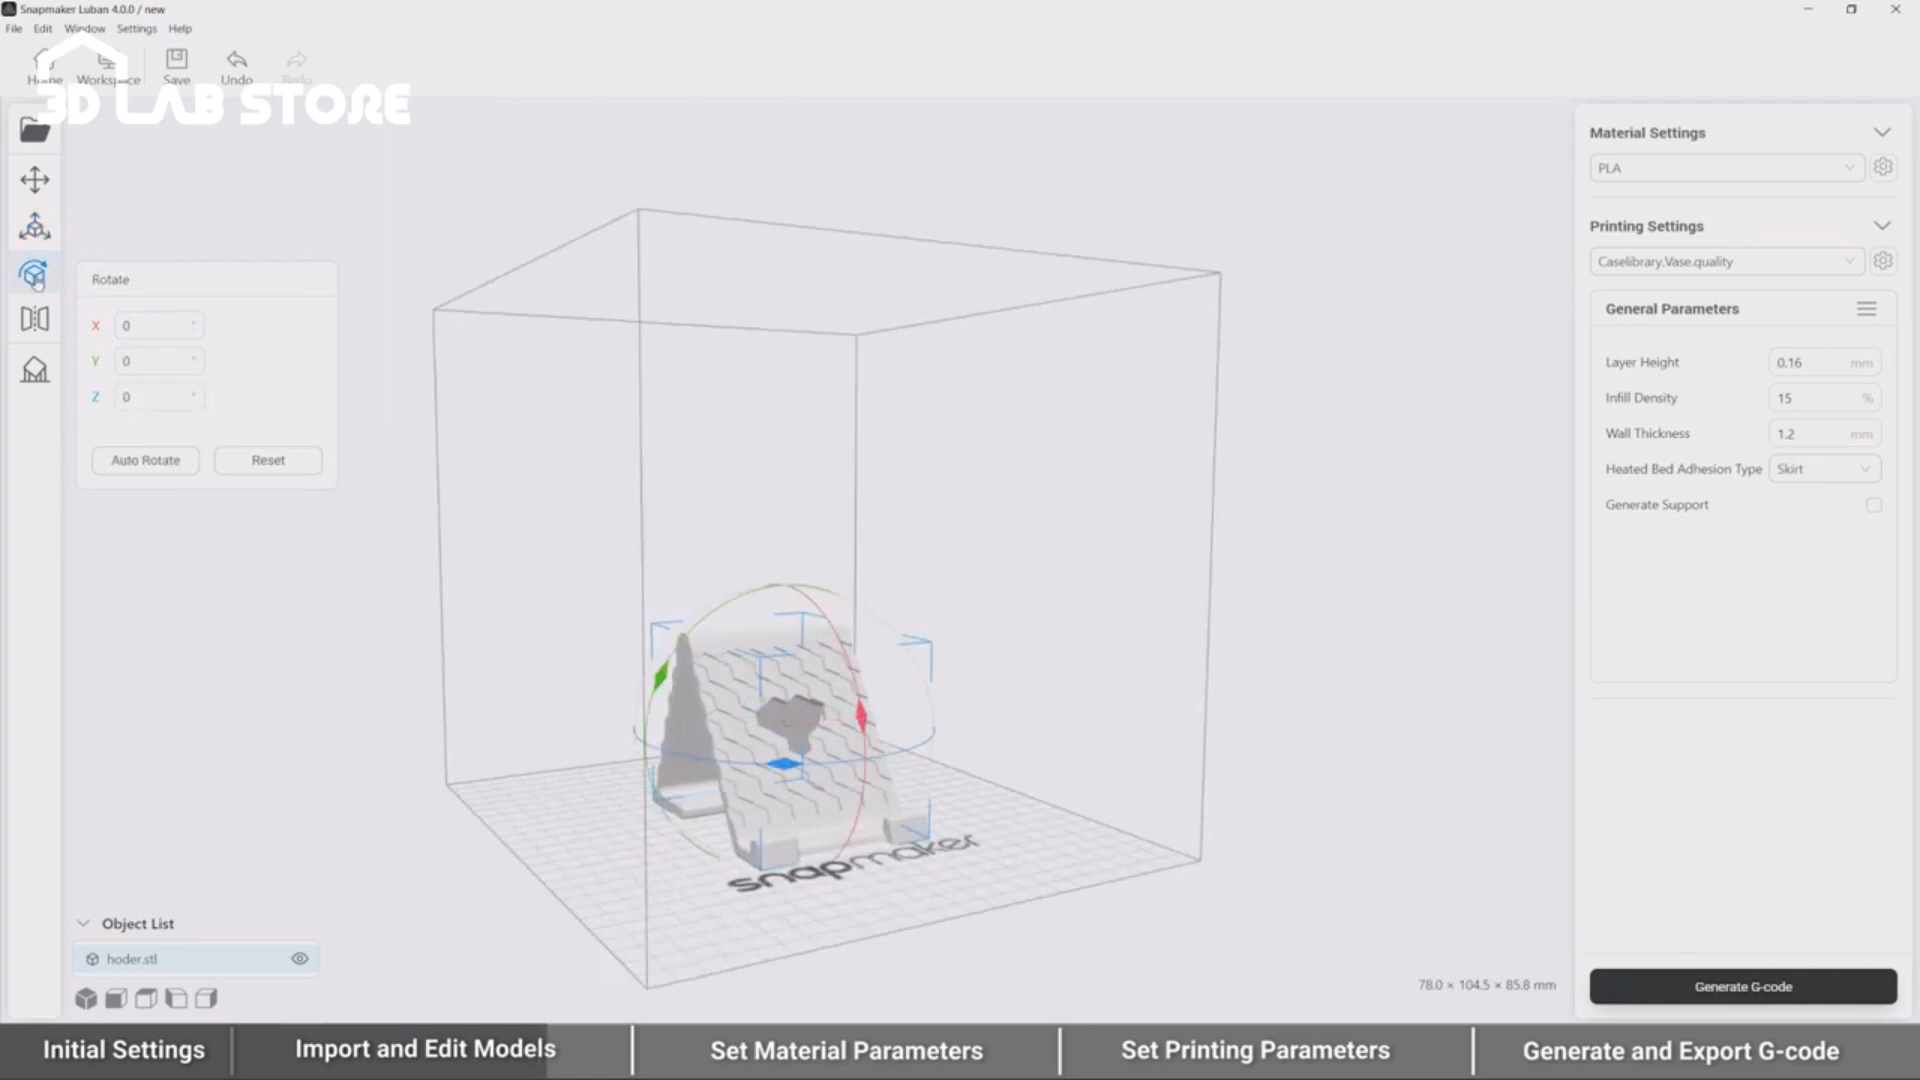 Snapmaker Luban 4.0.0 / new
File Edit Window Settings Help
Home Workspace Save Undo Redo
3D LAB STORE
Rotate
X 0 °
Y 0 °
Z 0 °
Auto Rotate Reset
snapmaker
Object List
hoder.stl
78.0 × 104.5 × 85.8 mm
Material Settings
PLA
Printing Settings
Caselibrary.Vase.quality
General Parameters
Layer Height 0.16 mm
Infill Density 15 %
Wall Thickness 1.2 mm
Heated Bed Adhesion Type Skirt
Generate Support
Generate G-code
Initial Settings Import and Edit Models Set Material Parameters Set Printing Parameters Generate and Export G-code